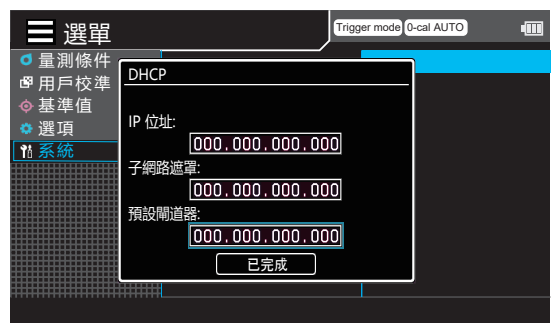 選單
Trigger mode
0-cal AUTO
量測條件
用戶校準
基準值
選項
系統
DHCP
IP 位址:
000.000.000.000
子網路遮罩:
000.000.000.000
預設閘道器:
000.000.000.000
已完成